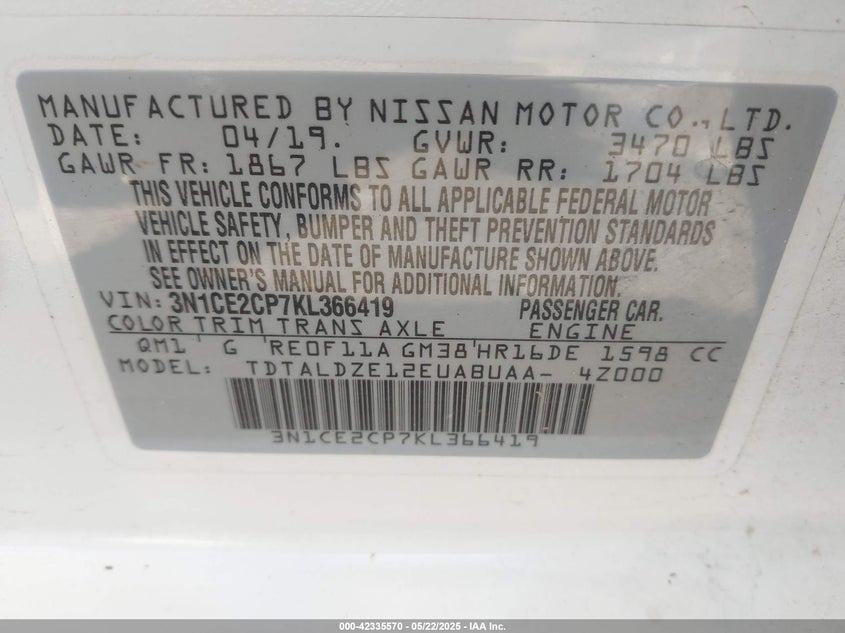 MANUFACTURED BY NISSAN MOTOR CO., LTD.
DATE: 04/19. GVWR: 3470 LBS
GAWR FR: 1867 LBS GAWR RR: 1704 LBS
THIS VEHICLE CONFORMS TO ALL APPLICABLE FEDERAL MOTOR
VEHICLE SAFETY, BUMPER AND THEFT PREVENTION STANDARDS
IN EFFECT ON THE DATE OF MANUFACTURE SHOWN ABOVE.
SEE OWNER'S MANUAL FOR ADDITIONAL INFORMATION.
VIN: 3N1CE2CP7KL366419 PASSENGER CAR.
COLOR TRIM TRANS AXLE ENGINE
QM1 G RE0F11A GM38 HR16DE 1598 CC
MODEL: TDTALDZE12EUABUAA- 4Z000
3N1CE2CP7KL366419
000-42335570 - 05/22/2025 - IAA Inc.